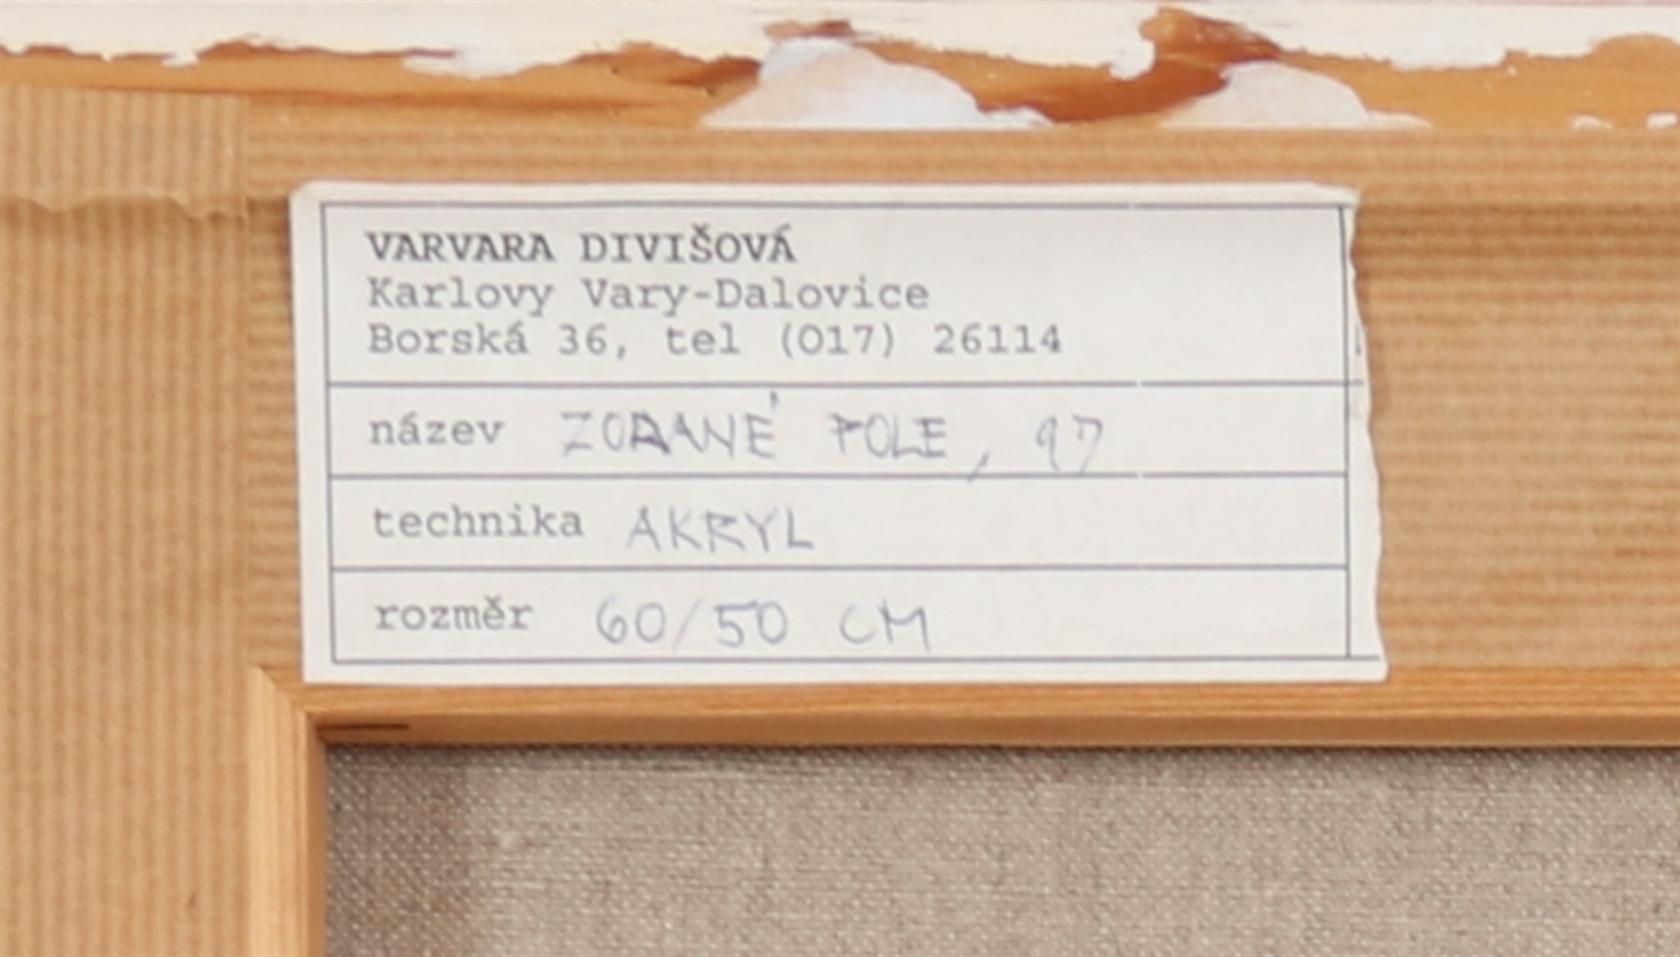 VARVARA DIVIŠOVÁ
Karlovy Vary-Dalovice
Borská 36, tel (017) 26114
název ZORANÉ POLE, 97
technika AKRYL
rozměr 60/50 CM